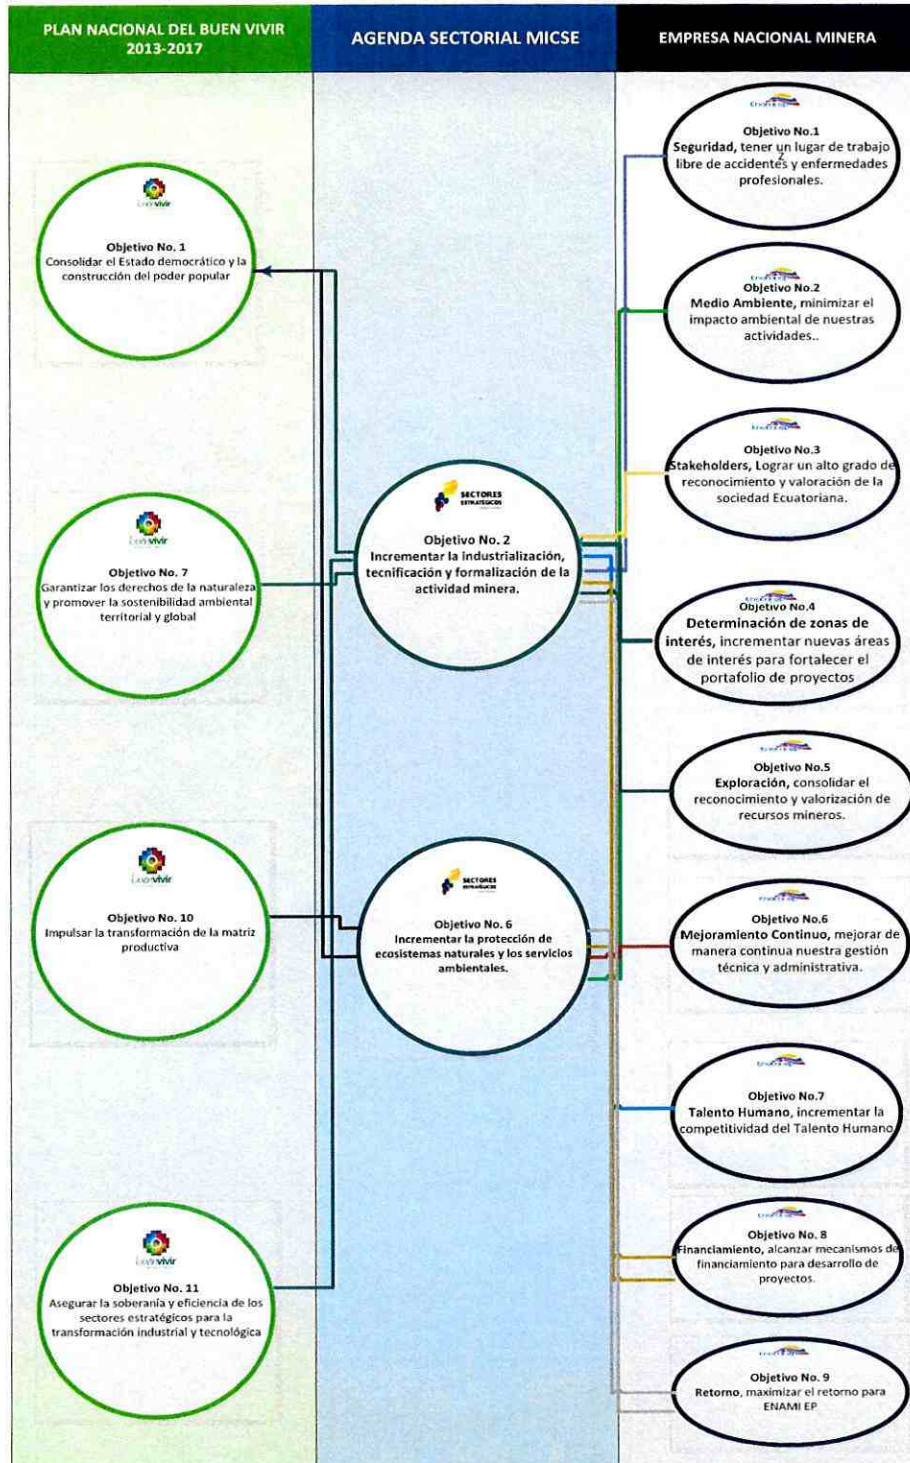 PLAN NACIONAL DEL BUEN VIVIR
2013-2017
AGENDA SECTORIAL MICSE
EMPRESA NACIONAL MINERA
Buen vivir
Objetivo No. 1
Consolidar el Estado democrático y la
construcción del poder popular
Buen vivir
Objetivo No. 7
Garantizar los derechos de la naturaleza
y promover la sostenibilidad ambiental
territorial y global
Buen vivir
Objetivo No. 10
Impulsar la transformación de la matriz
productiva
Buen vivir
Objetivo No. 11
Asegurar la soberanía y eficiencia de los
sectores estratégicos para la
transformación industrial y tecnológica
SECTORES
ESTRATÉGICOS
Objetivo No. 2
Incrementar la industrialización,
tecnificación y formalización de la
actividad minera.
SECTORES
ESTRATÉGICOS
Objetivo No. 6
Incrementar la protección de
ecosistemas naturales y los servicios
ambientales.
Objetivo No.1
Seguridad, tener un lugar de trabajo
libre de accidentes y enfermedades
profesionales.
Objetivo No.2
Medio Ambiente, minimizar el
impacto ambiental de nuestras
actividades..
Objetivo No.3
Stakeholders, Lograr un alto grado de
reconocimiento y valoración de la
sociedad Ecuatoriana.
Objetivo No.4
Determinación de zonas de
interés, incrementar nuevas áreas
de interés para fortalecer el
portafolio de proyectos
Objetivo No.5
Exploración, consolidar el
reconocimiento y valorización de
recursos mineros.
Objetivo No.6
Mejoramiento Continuo, mejorar de
manera continua nuestra gestión
técnica y administrativa.
Objetivo No.7
Talento Humano, incrementar la
competitividad del Talento Humano
Objetivo No. 8
Financiamiento, alcanzar mecanismos de
financiamiento para desarrollo de
proyectos.
Objetivo No. 9
Retorno, maximizar el retorno para
ENAMI EP